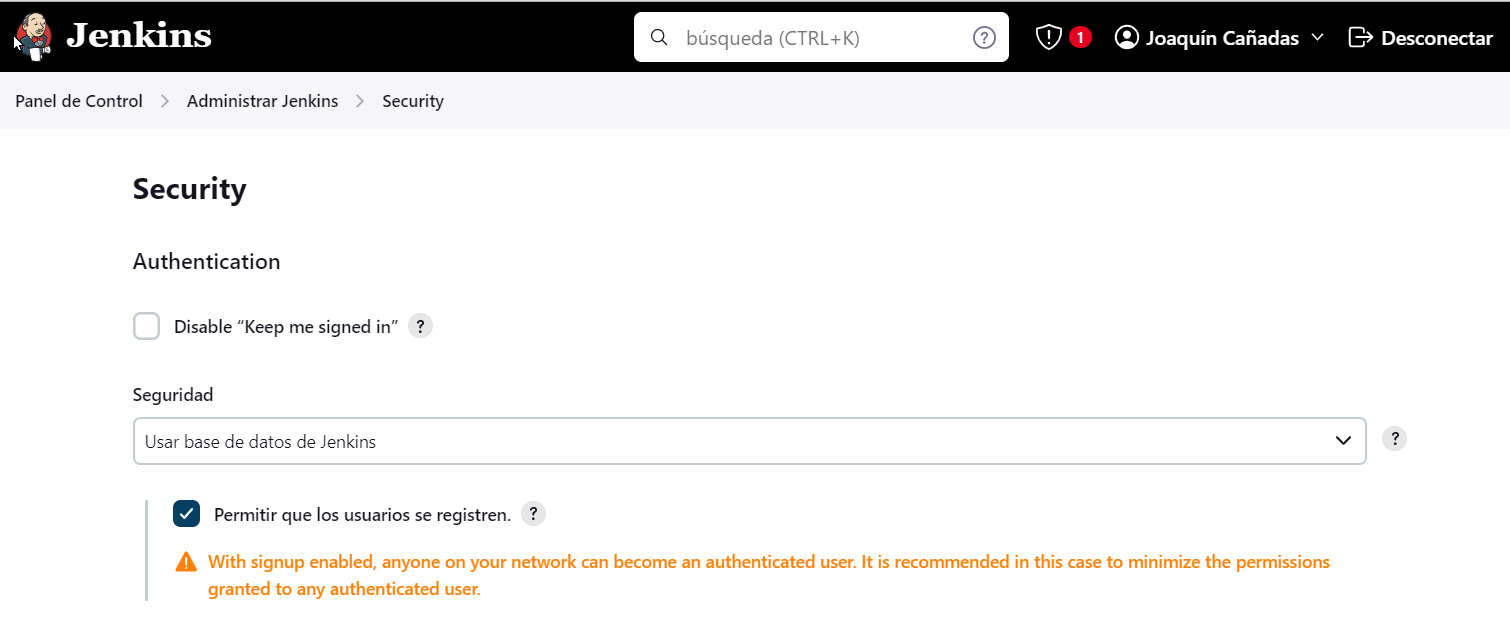 Jenkins
búsqueda (CTRL+K)
?
1
Joaquín Cañadas
Desconectar
Panel de Control
Administrar Jenkins
Security
Security
Authentication
Disable “Keep me signed in” ?
Seguridad
Usar base de datos de Jenkins
?
Permitir que los usuarios se registren. ?
With signup enabled, anyone on your network can become an authenticated user. It is recommended in this case to minimize the permissions
granted to any authenticated user.